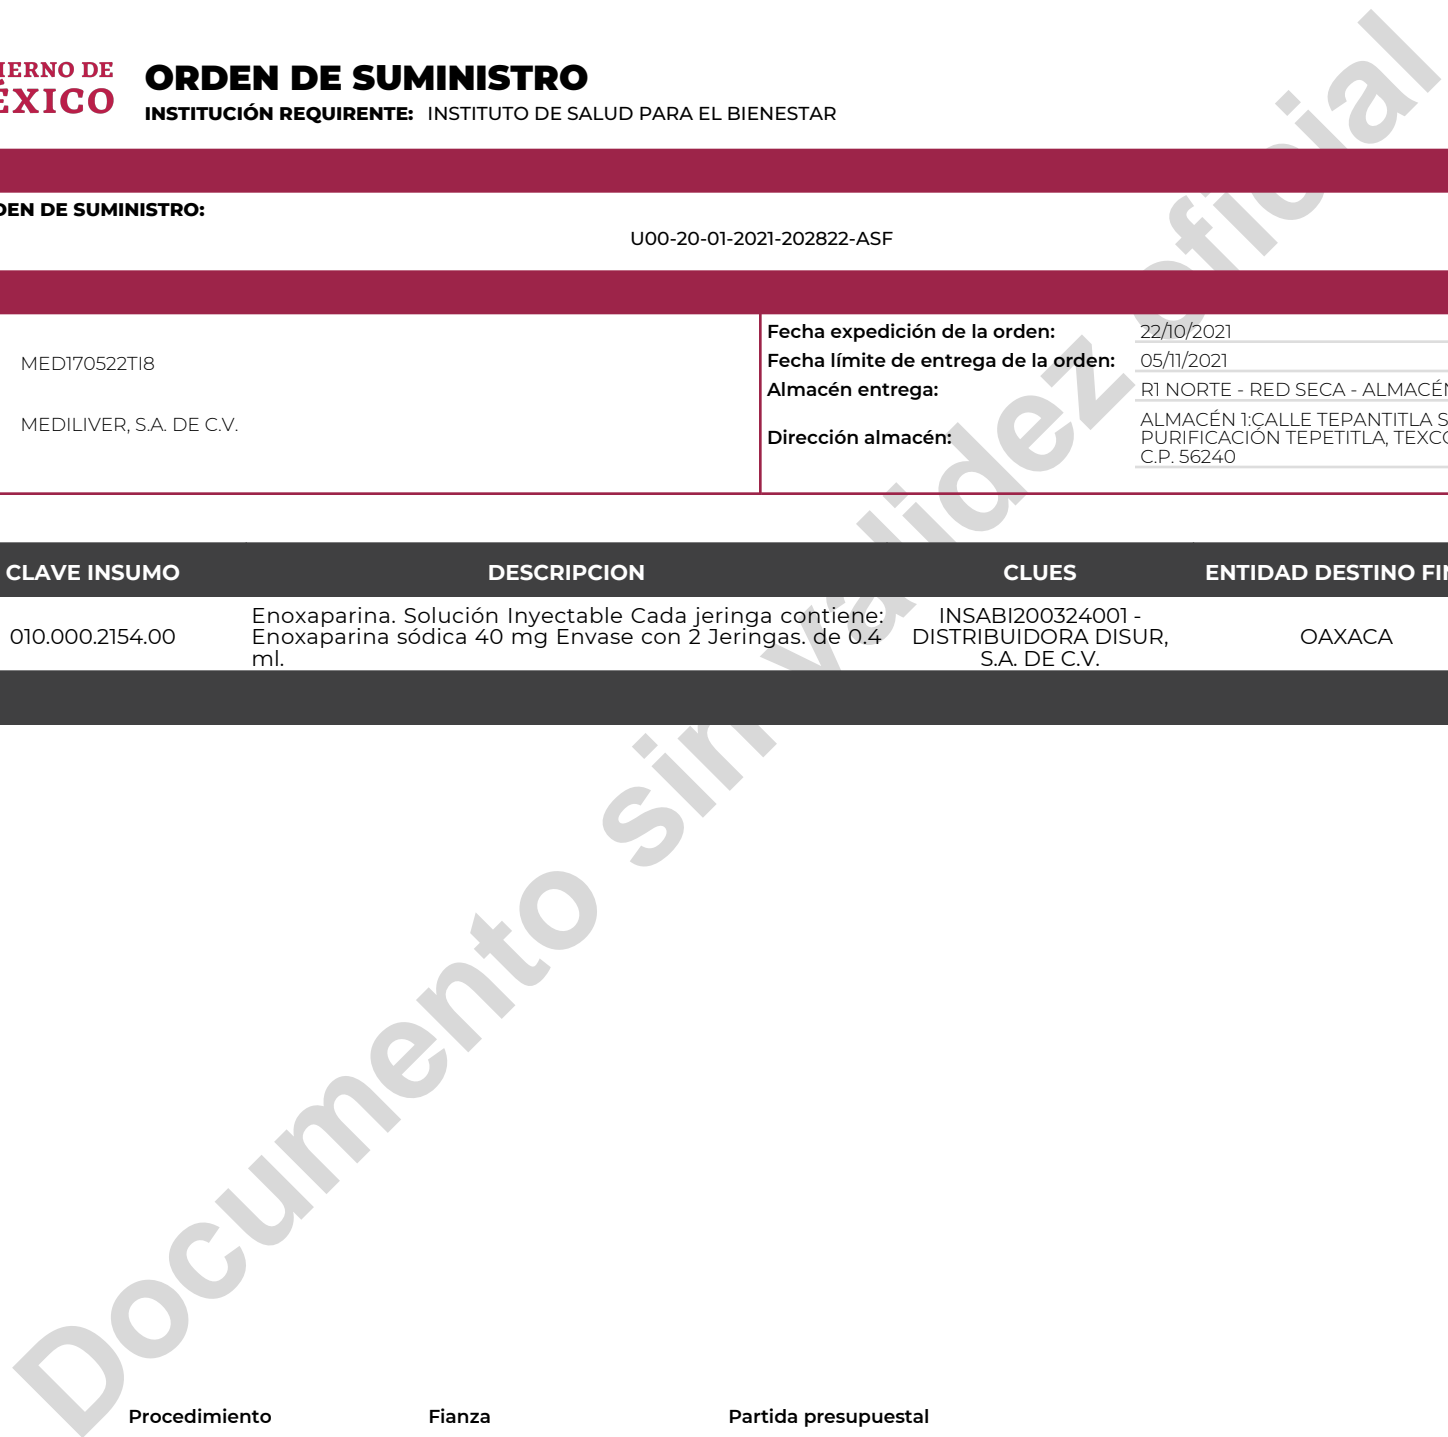 IERNO DE
ÉXICO
ORDEN DE SUMINISTRO
INSTITUCIÓN REQUIRENTE: INSTITUTO DE SALUD PARA EL BIENESTAR
DEN DE SUMINISTRO:
U00-20-01-2021-202822-ASF
MED170522TI8
MEDILIVER, S.A. DE C.V.
Fecha expedición de la orden: 22/10/2021
Fecha límite de entrega de la orden: 05/11/2021
Almacén entrega: R1 NORTE - RED SECA - ALMACÉN
Dirección almacén:
ALMACÉN 1:CALLE TEPANTITLA S
PURIFICACIÓN TEPETITLA, TEXCO
C.P. 56240
CLAVE INSUMO DESCRIPCION CLUES ENTIDAD DESTINO FIN
010.000.2154.00
Enoxaparina. Solución Inyectable Cada jeringa contiene:
Enoxaparina sódica 40 mg Envase con 2 Jeringas. de 0.4
ml.
INSABI200324001 -
DISTRIBUIDORA DISUR,
S.A. DE C.V.
OAXACA
Documento sin validez oficial
Procedimiento Fianza Partida presupuestal